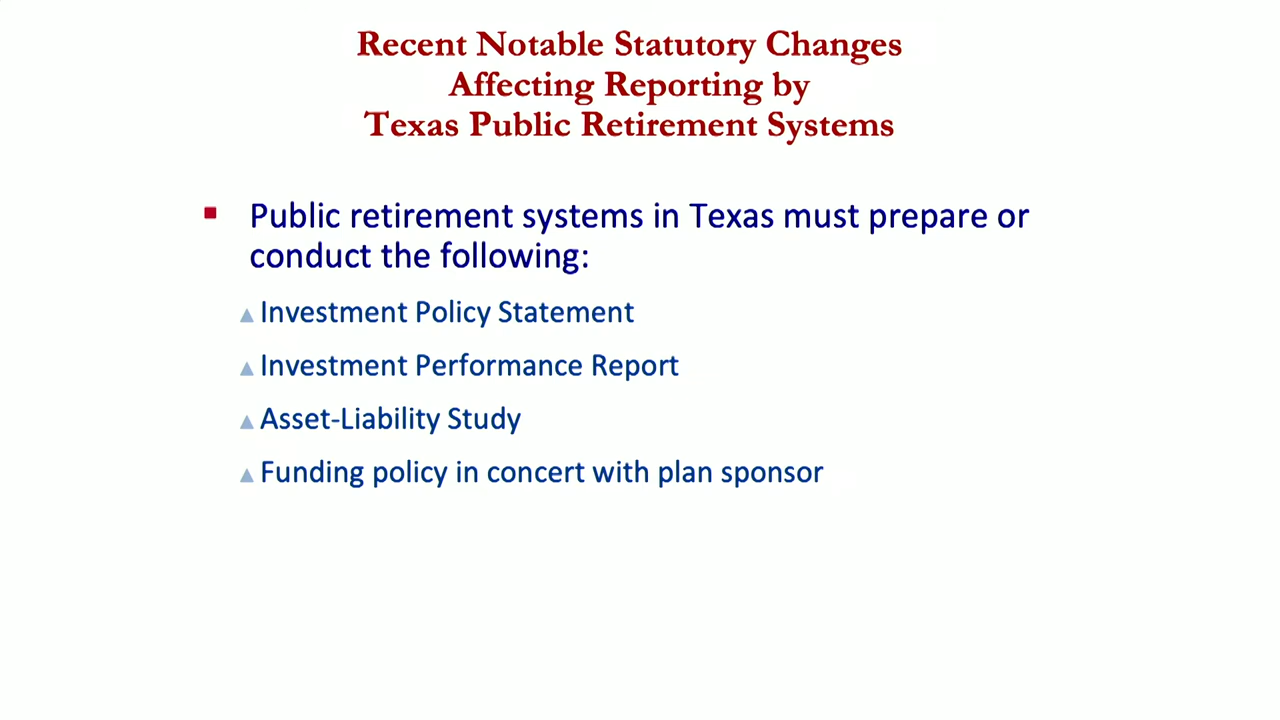 Recent Notable Statutory Changes
Affecting Reporting by
Texas Public Retirement Systems
Public retirement systems in Texas must prepare or
conduct the following:
Investment Policy Statement
Investment Performance Report
Asset-Liability Study
Funding policy in concert with plan sponsor